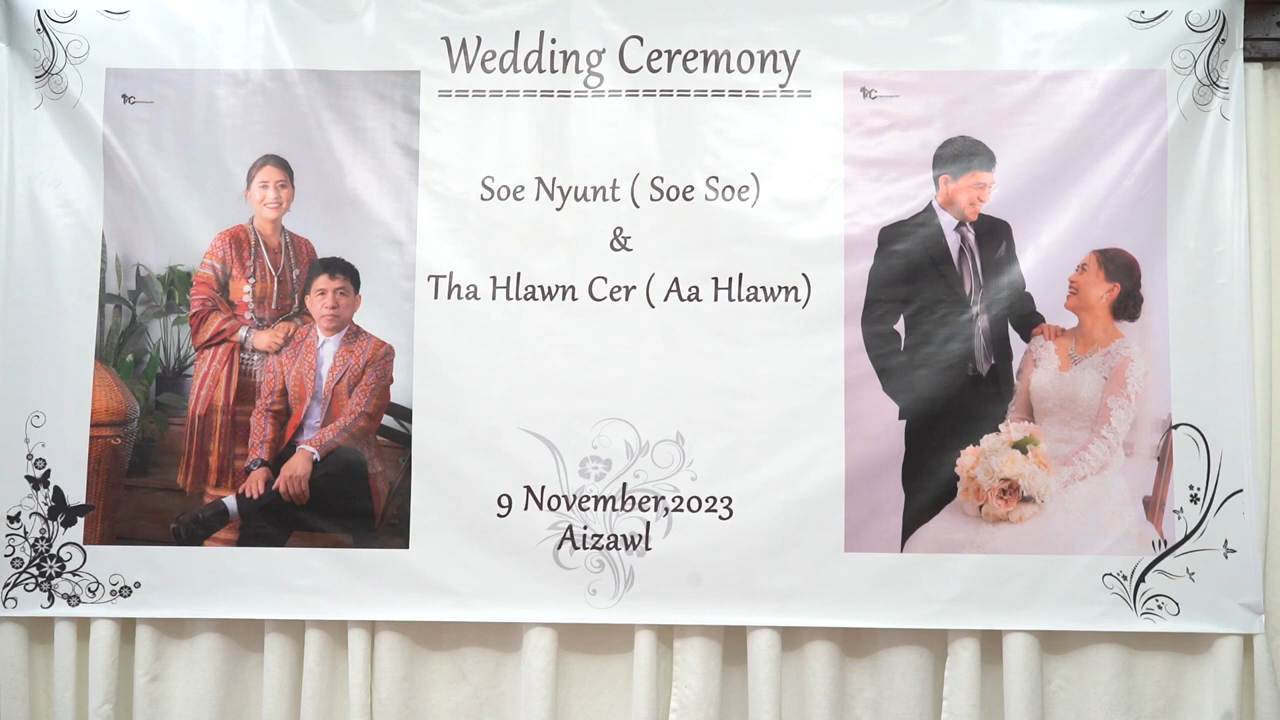 Wedding Ceremony
==========================
Soe Nyunt ( Soe Soe)
&
Tha Hlawn Cer ( Aa Hlawn)
9 November,2023
Aizawl